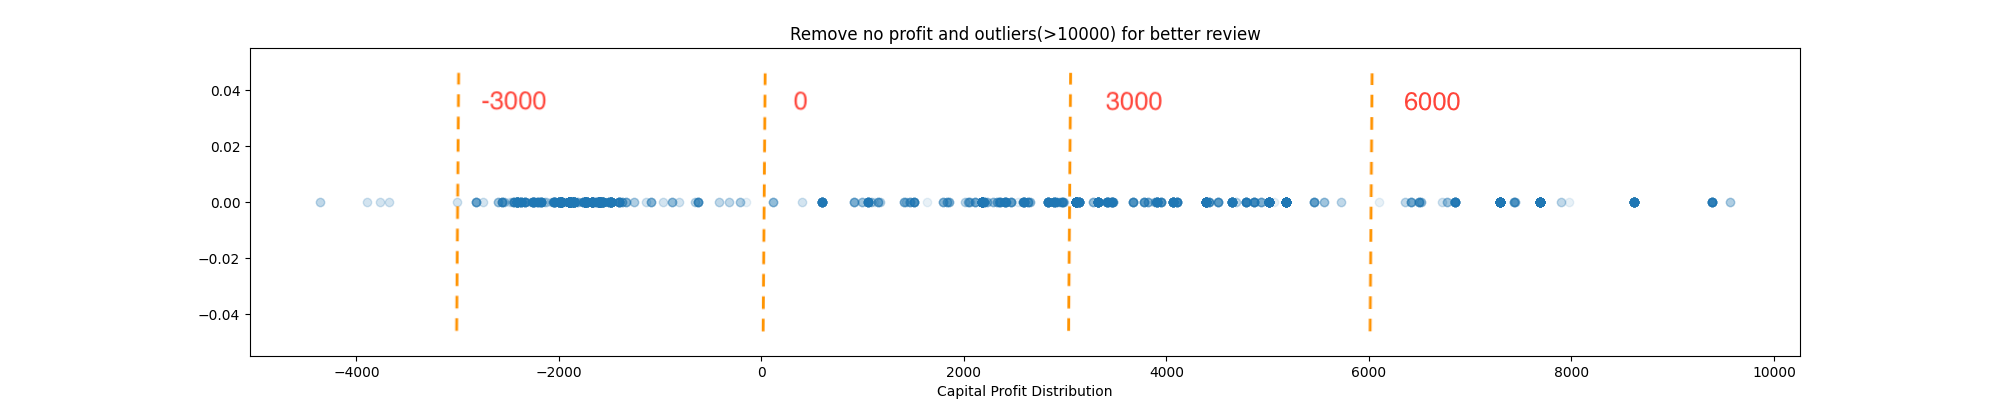 Remove no profit and outliers(>10000) for better review
-3000 0 3000 6000
0.04
0.02
0.00
−0.02
−0.04
−4000 −2000 0 2000 4000 6000 8000 10000
Capital Profit Distribution